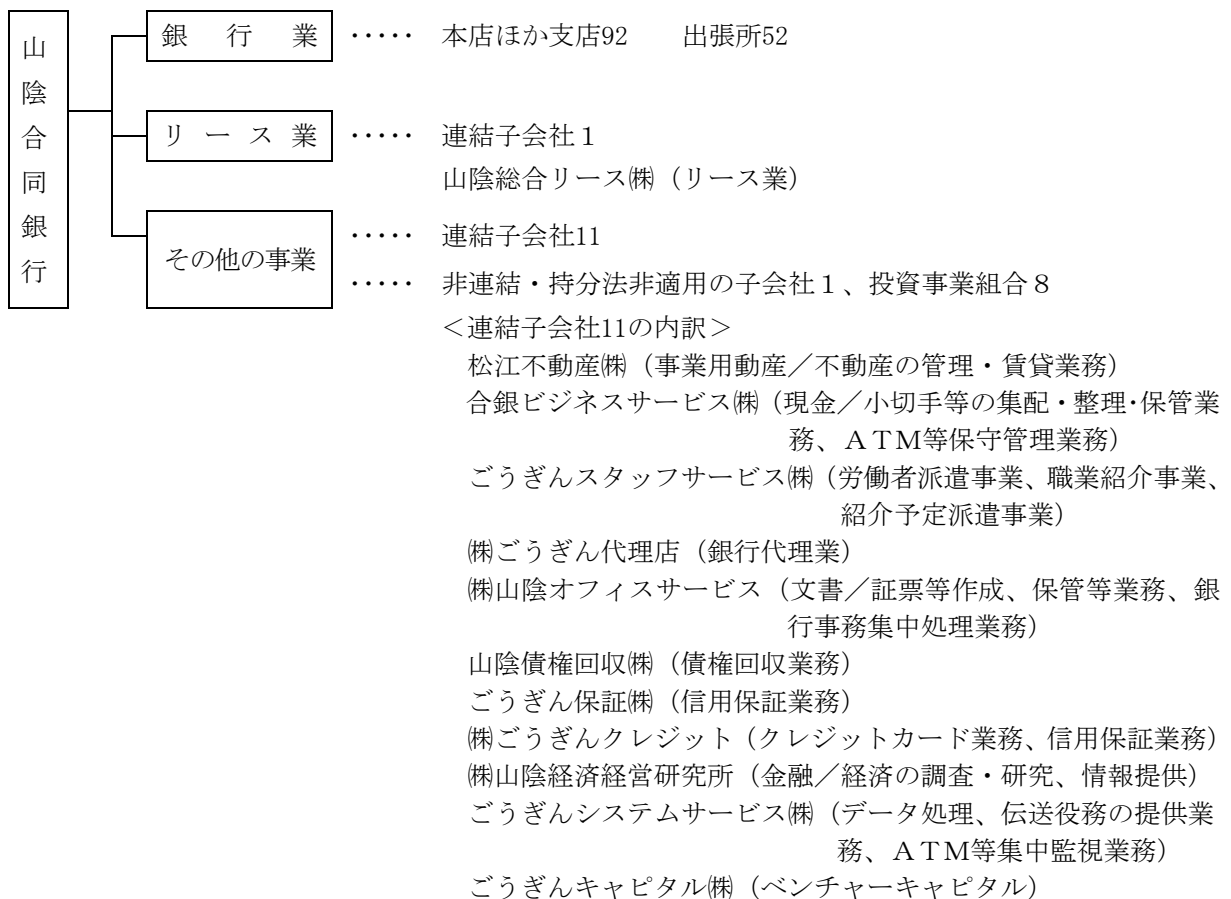 山陰合同銀行
銀行業 ‥‥‥ 本店ほか支店92　出張所52
リース業 ‥‥‥ 連結子会社１
山陰総合リース㈱（リース業）
その他の事業 ‥‥‥ 連結子会社11
‥‥‥ 非連結・持分法非適用の子会社１、投資事業組合８
＜連結子会社11の内訳＞
松江不動産㈱（事業用動産／不動産の管理・賃貸業務）
合銀ビジネスサービス㈱（現金／小切手等の集配・整理･保管業
務、ＡＴＭ等保守管理業務）
ごうぎんスタッフサービス㈱（労働者派遣事業、職業紹介事業、
紹介予定派遣事業）
㈱ごうぎん代理店（銀行代理業）
㈱山陰オフィスサービス（文書／証票等作成、保管等業務、銀
行事務集中処理業務）
山陰債権回収㈱（債権回収業務）
ごうぎん保証㈱（信用保証業務）
㈱ごうぎんクレジット（クレジットカード業務、信用保証業務）
㈱山陰経済経営研究所（金融／経済の調査・研究、情報提供）
ごうぎんシステムサービス㈱（データ処理、伝送役務の提供業
務、ＡＴＭ等集中監視業務）
ごうぎんキャピタル㈱（ベンチャーキャピタル）